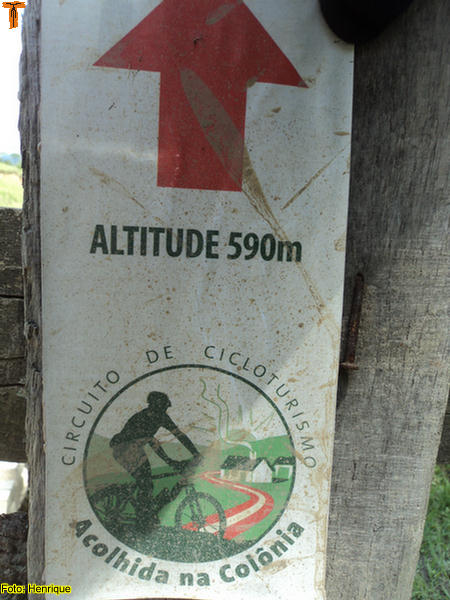 ALTITUDE 590m
CIRCUITO DE CICLOTURISMO
Acolhida na Colônia
Foto: Henrique